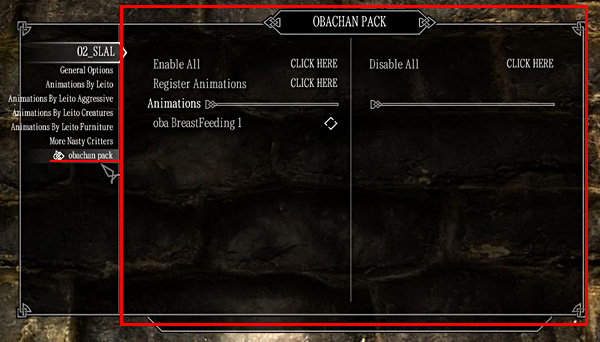 OBACHAN PACK
02_SLAL
General Options
Animations By Leito
Animations By Leito Aggressive
Animations By Leito Creatures
Animations By Leito Furniture
More Nasty Critters
obachan pack
Enable All CLICK HERE
Register Animations CLICK HERE
Animations
oba BreastFeeding 1
Disable All CLICK HERE